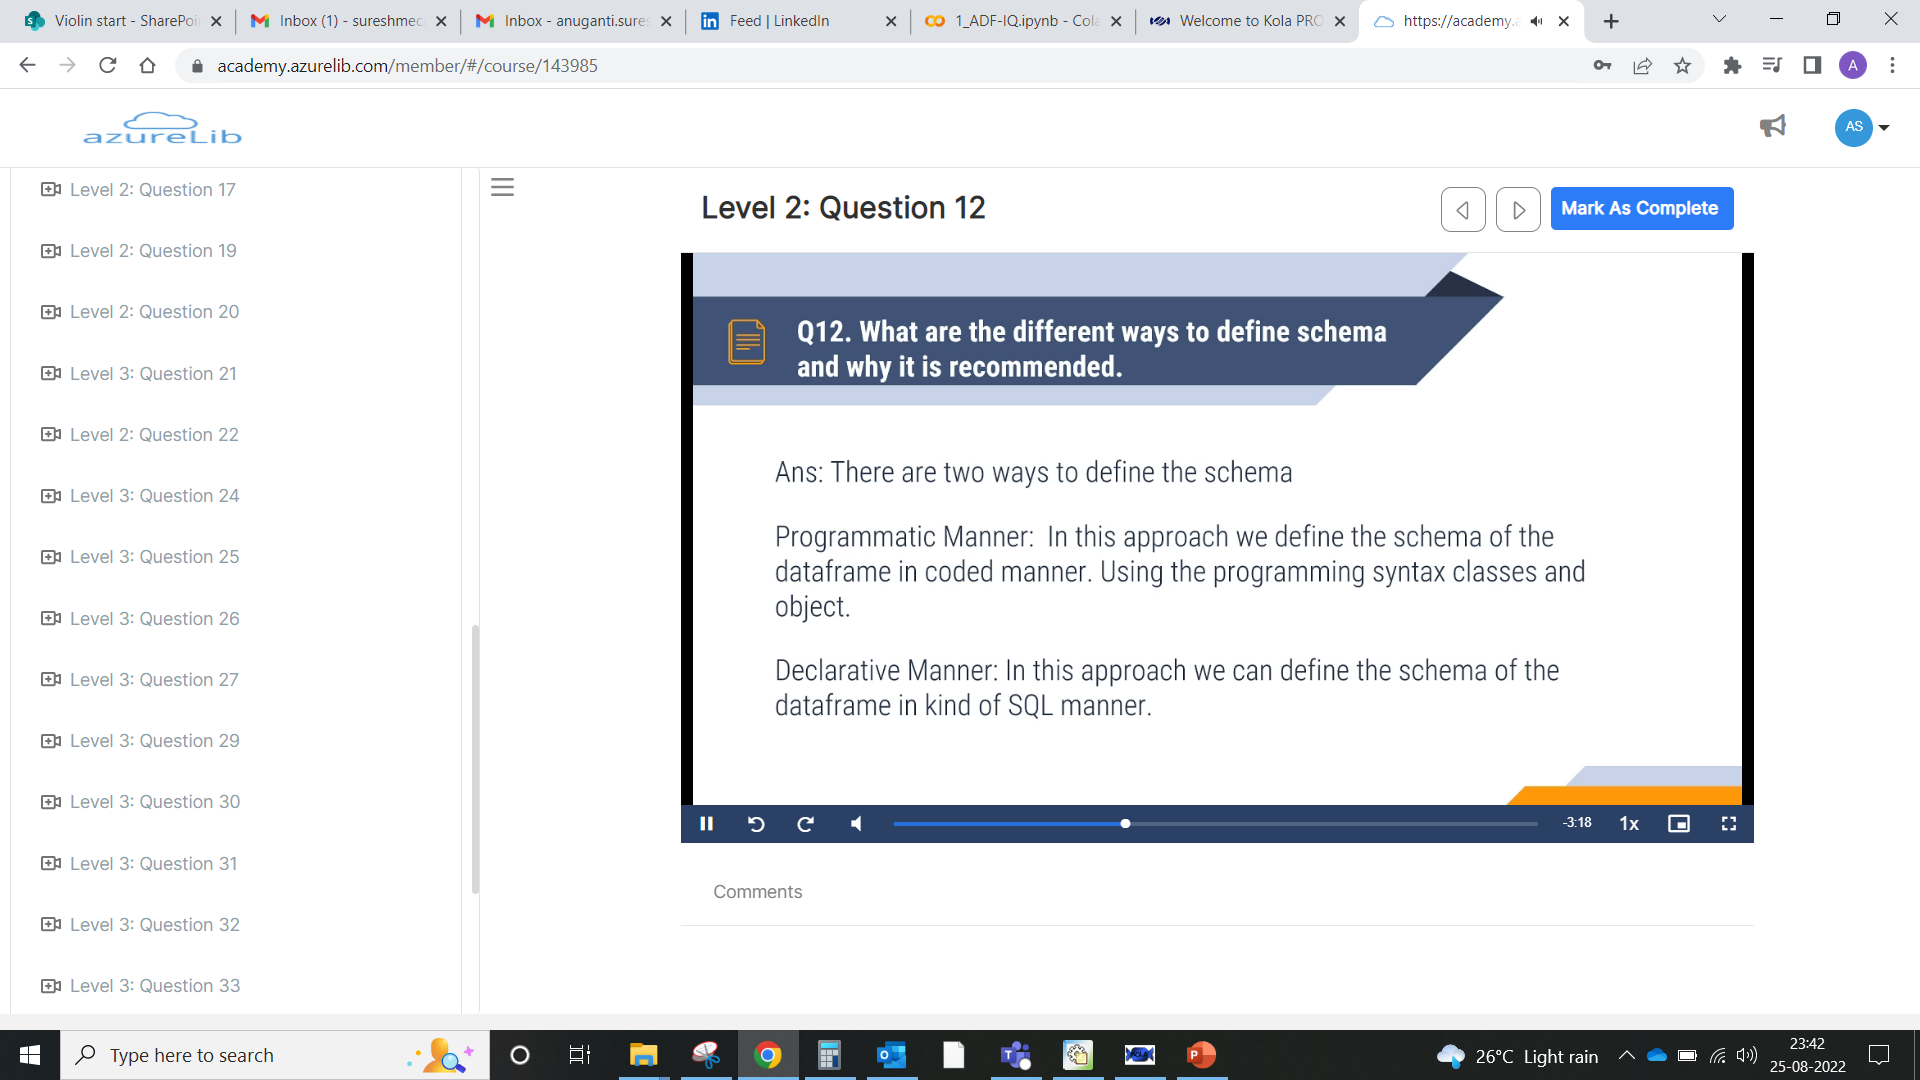 Violin start - SharePoi
Inbox (1) - sureshmec
Inbox - anuganti.sures
Feed | LinkedIn
1_ADF-IQ.ipynb - Cola
Welcome to Kola PRO
https://academy.a
academy.azurelib.com/member/#/course/143985
A
azureLib
AS
Level 2: Question 17
Level 2: Question 19
Level 2: Question 20
Level 3: Question 21
Level 2: Question 22
Level 3: Question 24
Level 3: Question 25
Level 3: Question 26
Level 3: Question 27
Level 3: Question 29
Level 3: Question 30
Level 3: Question 31
Level 3: Question 32
Level 3: Question 33
Level 2: Question 12
Mark As Complete
Q12. What are the different ways to define schema
and why it is recommended.
Ans: There are two ways to define the schema
Programmatic Manner:  In this approach we define the schema of the
dataframe in coded manner. Using the programming syntax classes and
object.
Declarative Manner: In this approach we can define the schema of the
dataframe in kind of SQL manner.
-3:18
1x
Comments
Type here to search
26°C Light rain
23:42
25-08-2022